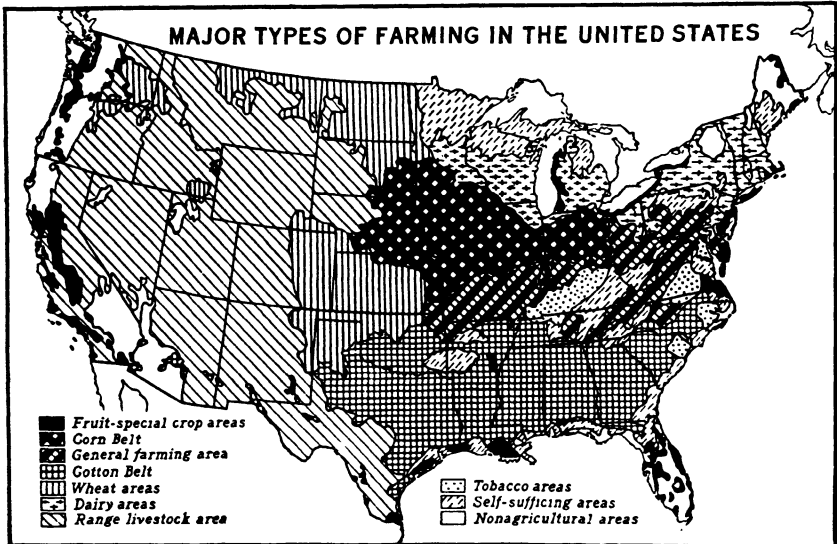 MAJOR TYPES OF FARMING IN THE UNITED STATES
Fruit-special crop areas
Corn Belt
General farming area
Gotton Belt
Wheat areas
Dairy areas
Range livestock area
Tobacco areas
Self-sufficing areas
Nonagricultural areas